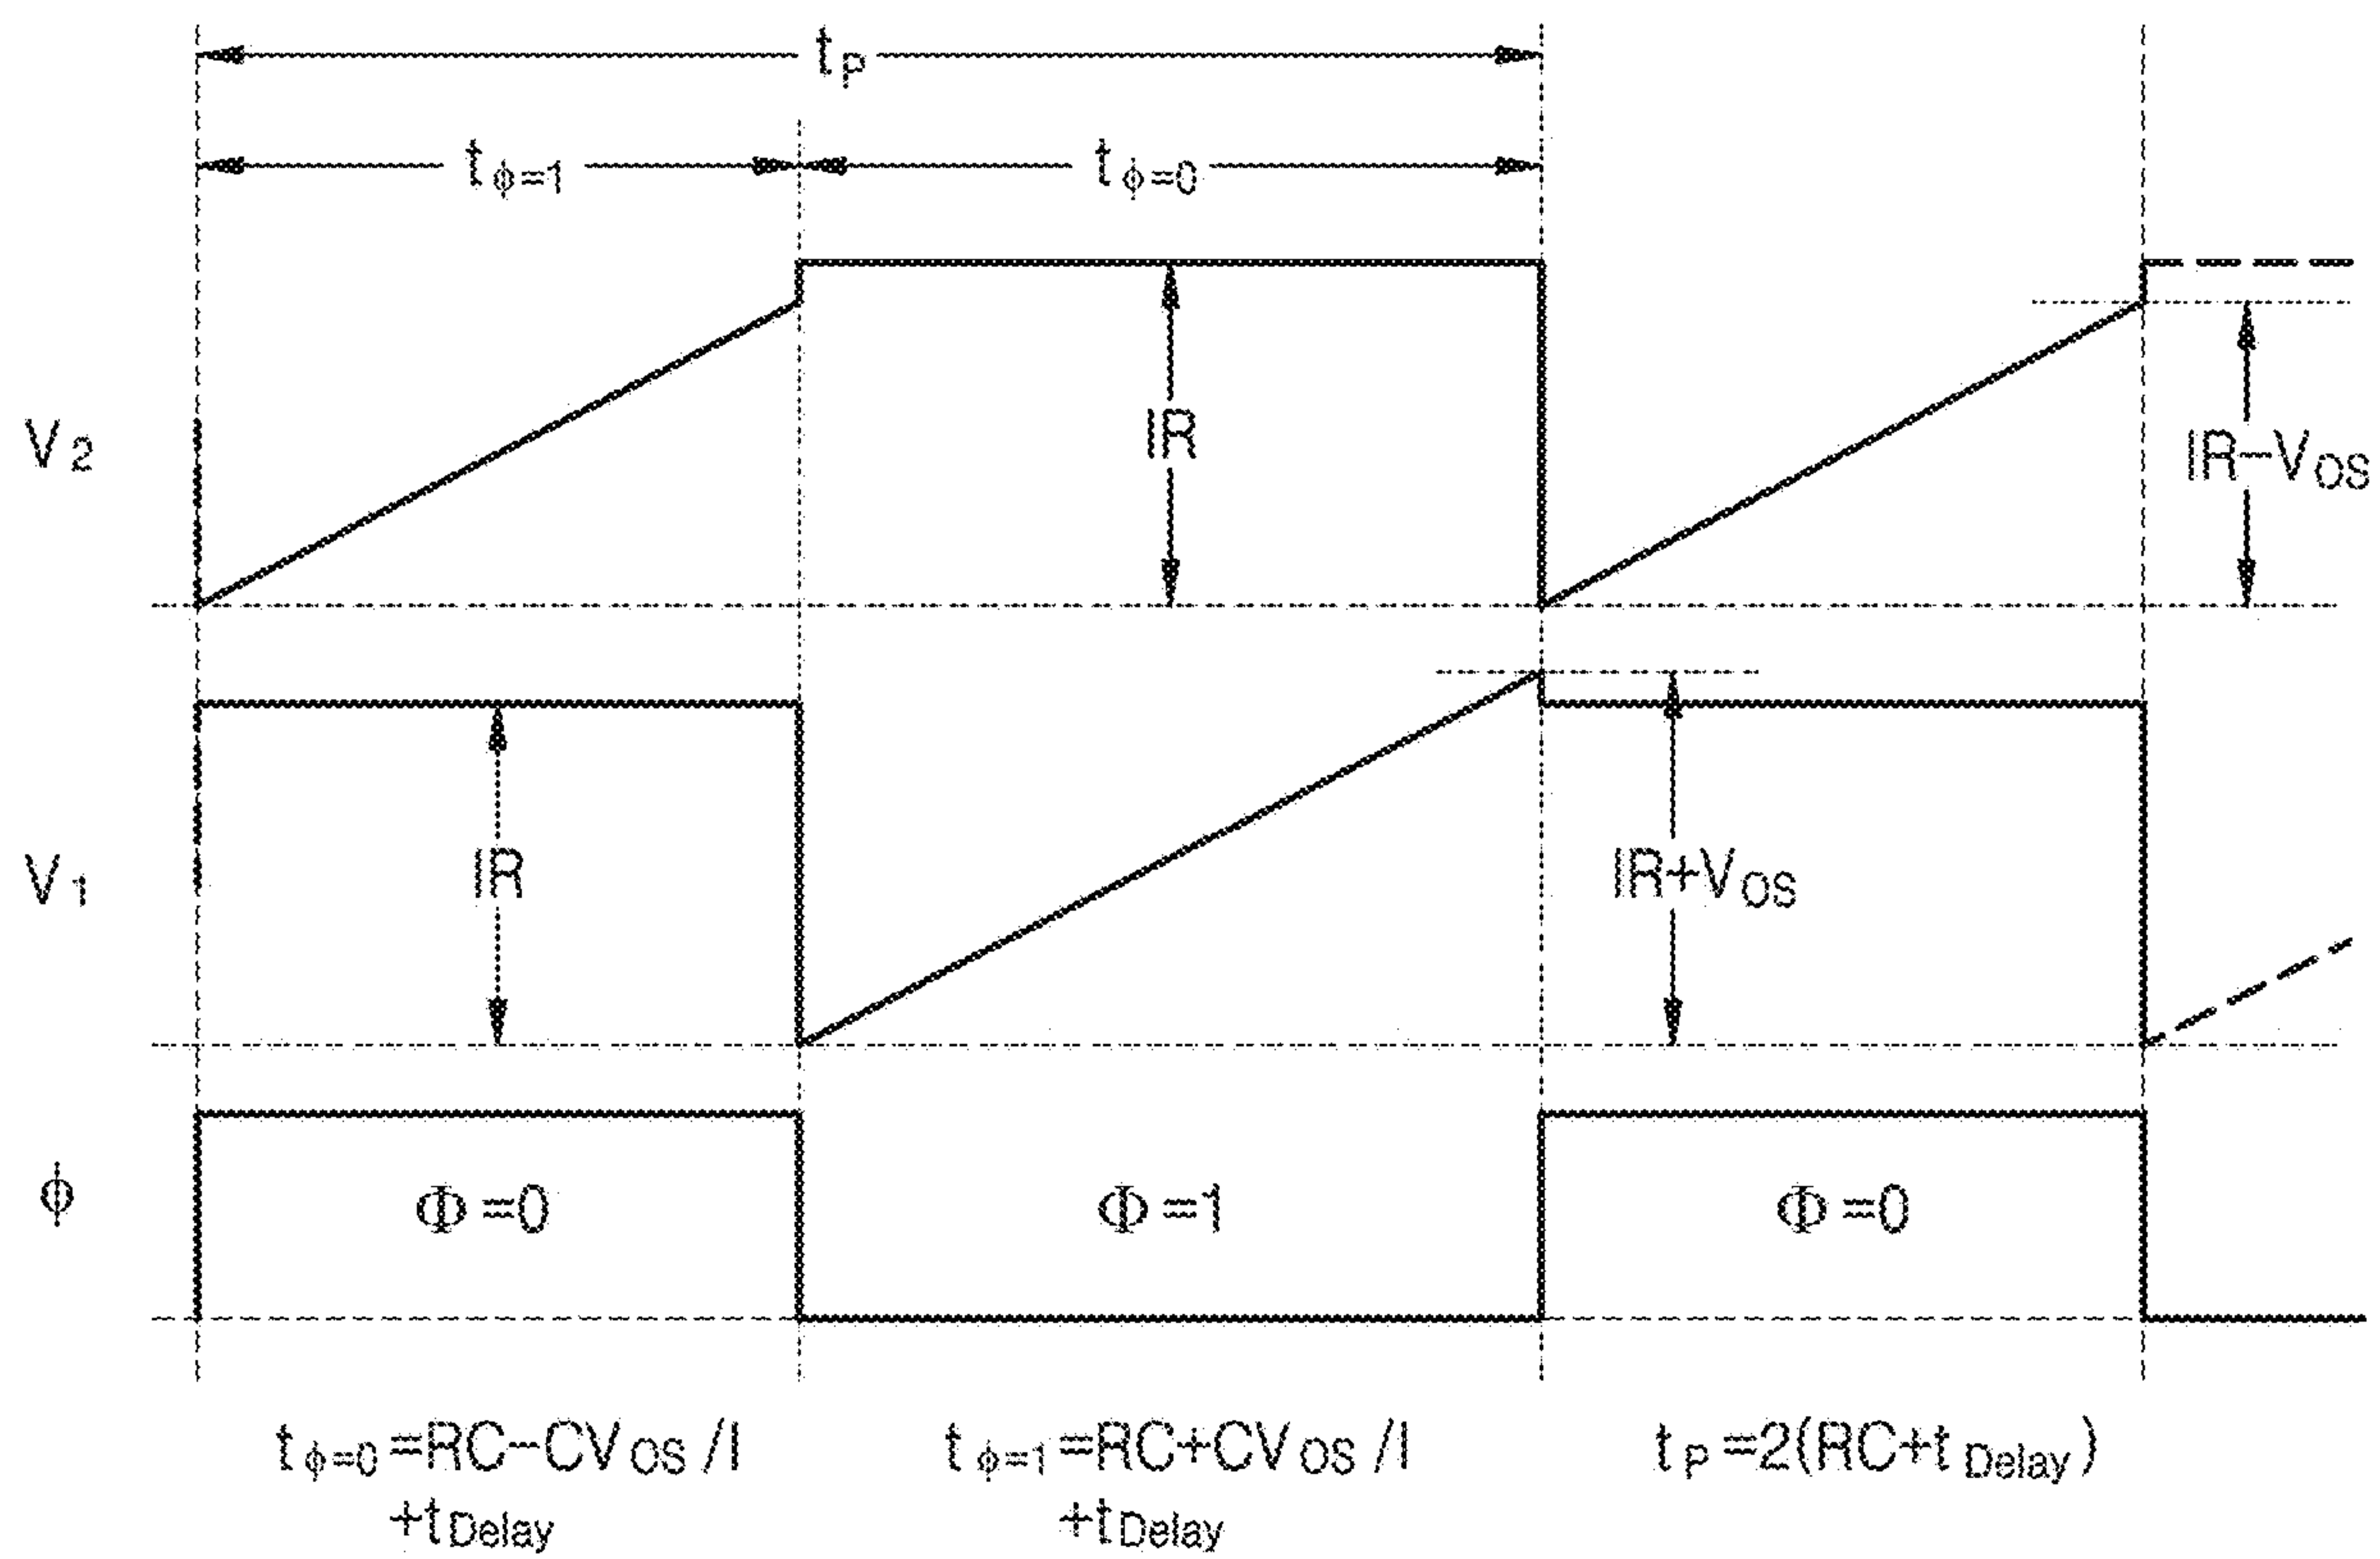 tP
tϕ=1
tϕ=0
V2
IR
IR−VOS
V1
IR
IR+VOS
ϕ
Φ=0
Φ=1
Φ=0
tϕ=0=RC−CVOS/I
+tDelay
tϕ=1=RC+CVOS/I
+tDelay
tP=2(RC+tDelay)